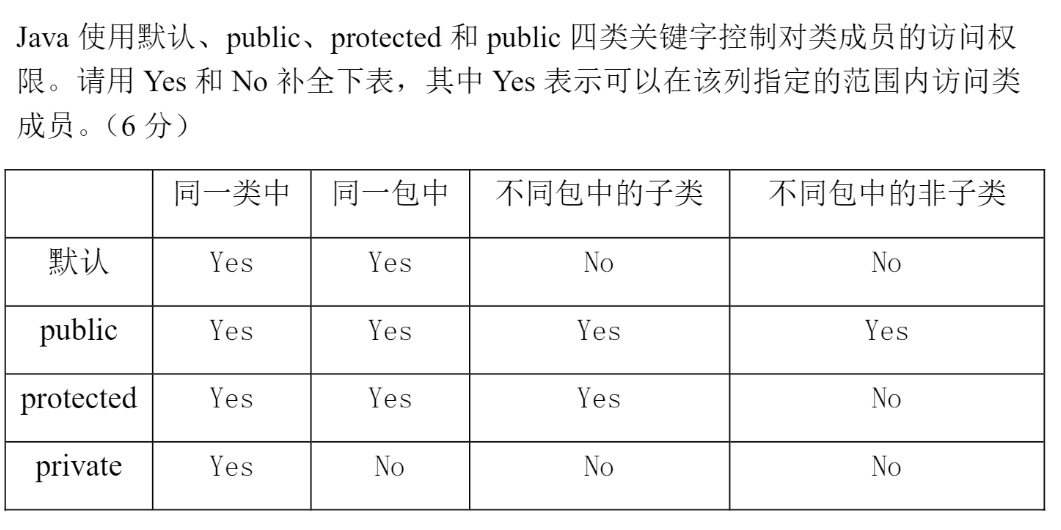 Java 使用默认、public、protected 和 public 四类关键字控制对类成员的访问权
限。请用 Yes 和 No 补全下表，其中 Yes 表示可以在该列指定的范围内访问类
成员。（6 分）
同一类中 同一包中 不同包中的子类 不同包中的非子类
默认 Yes Yes No No
public Yes Yes Yes Yes
protected Yes Yes Yes No
private Yes No No No